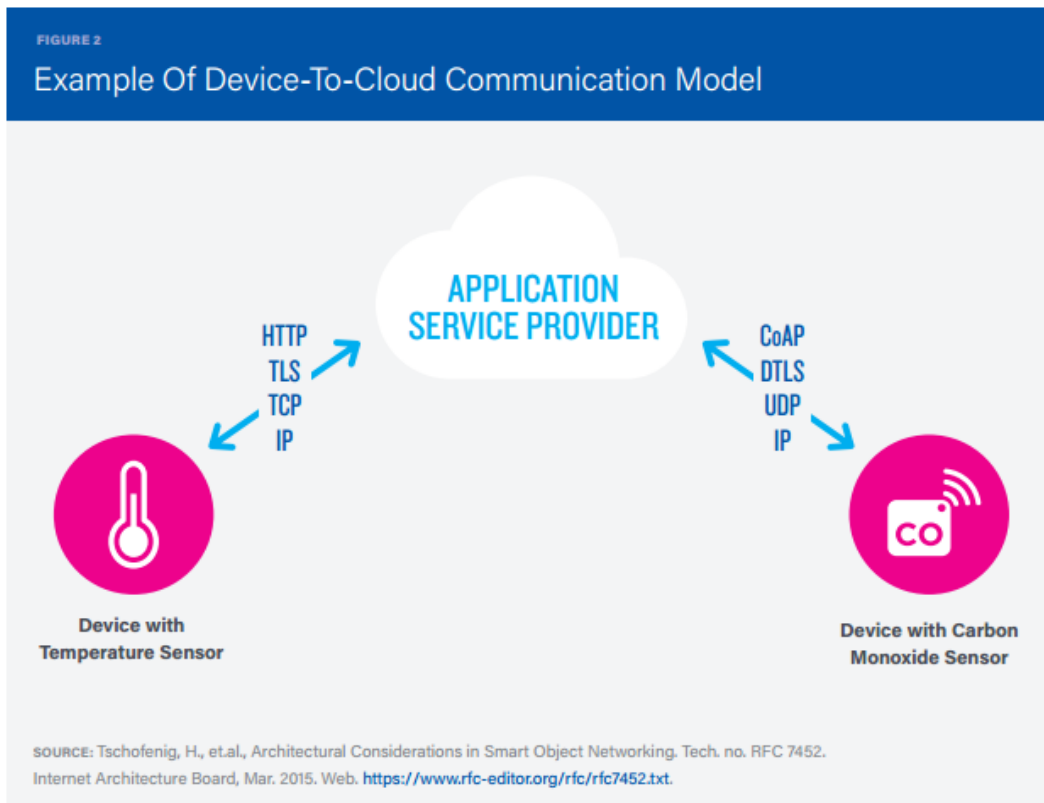 FIGURE 2
Example Of Device-To-Cloud Communication Model
APPLICATION
SERVICE PROVIDER
HTTP
TLS
TCP
IP
CoAP
DTLS
UDP
IP
CO
Device with
Temperature Sensor
Device with Carbon
Monoxide Sensor
SOURCE: Tschofenig, H., et.al., Architectural Considerations in Smart Object Networking. Tech. no. RFC 7452.
Internet Architecture Board, Mar. 2015. Web. https://www.rfc-editor.org/rfc/rfc7452.txt.